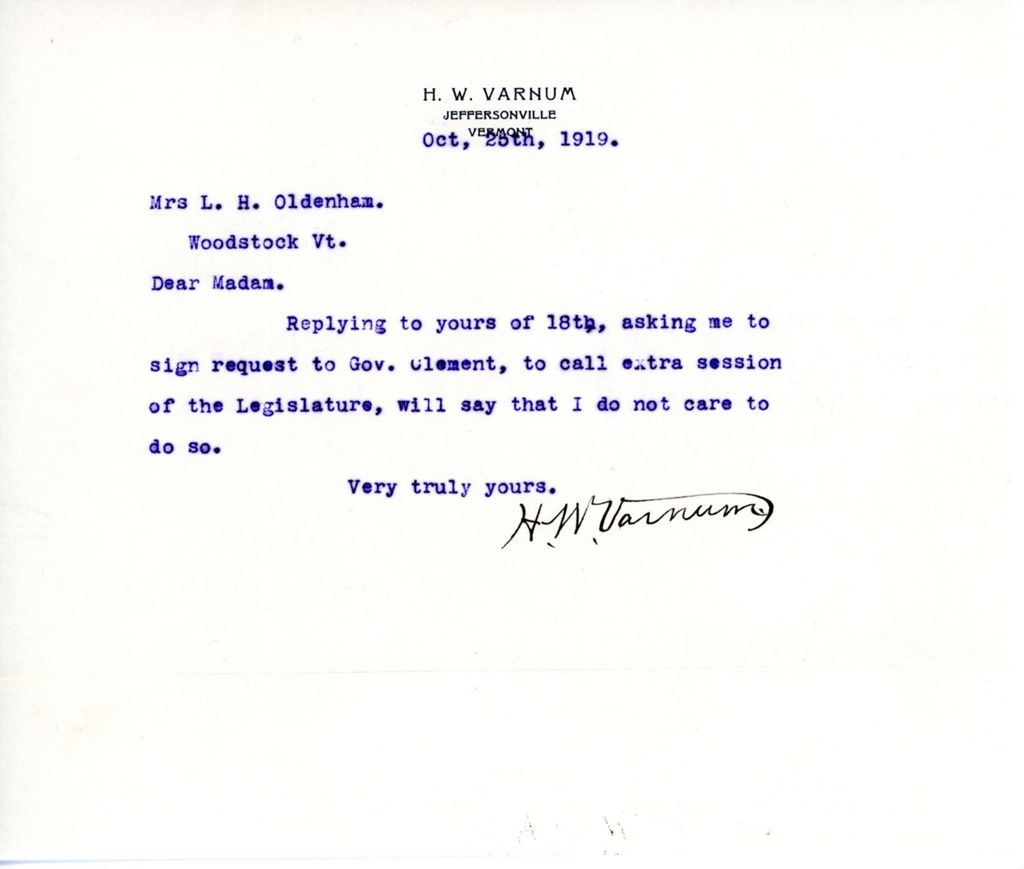 H. W. VARNUM
JEFFERSONVILLE
VERMONT
Oct, 25th, 1919.
Mrs L. H. Oldenham.
Woodstock Vt.
Dear Madam.
Replying to yours of 18th, asking me to
sign request to Gov. Clement, to call extra session
of the Legislature, will say that I do not care to
do so.
Very truly yours.
H. W. Varnum